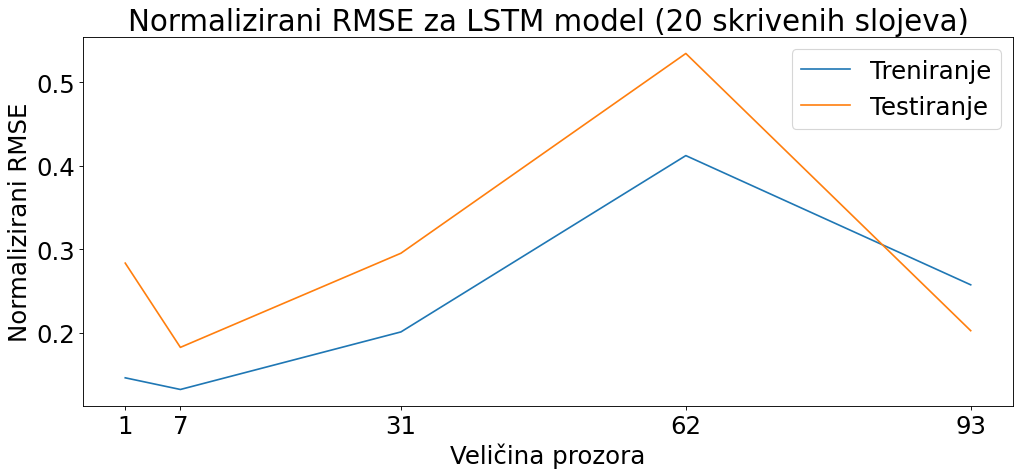 Normalizirani RMSE za LSTM model (20 skrivenih slojeva)
Treniranje
Testiranje
Normalizirani RMSE
0.5
0.4
0.3
0.2
1 7 31 62 93
Veličina prozora